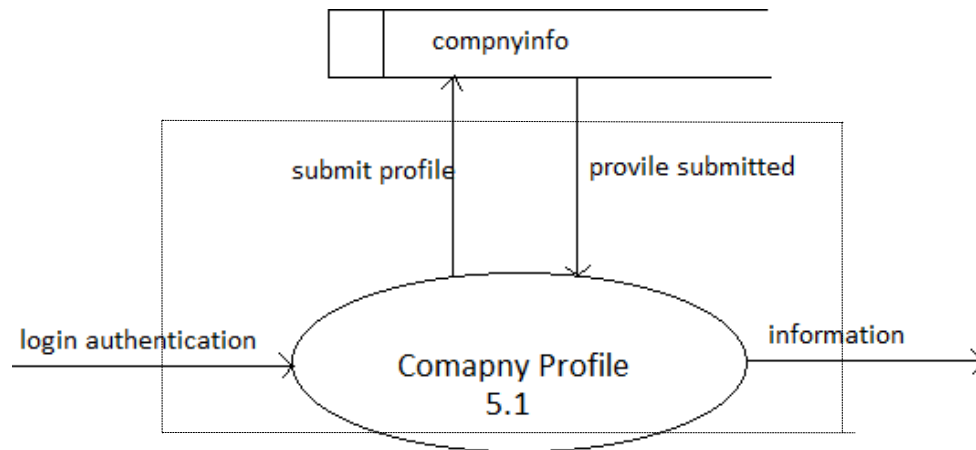 compnyinfo
submit profile
provile submitted
login authentication
information
Comapny Profile
5.1